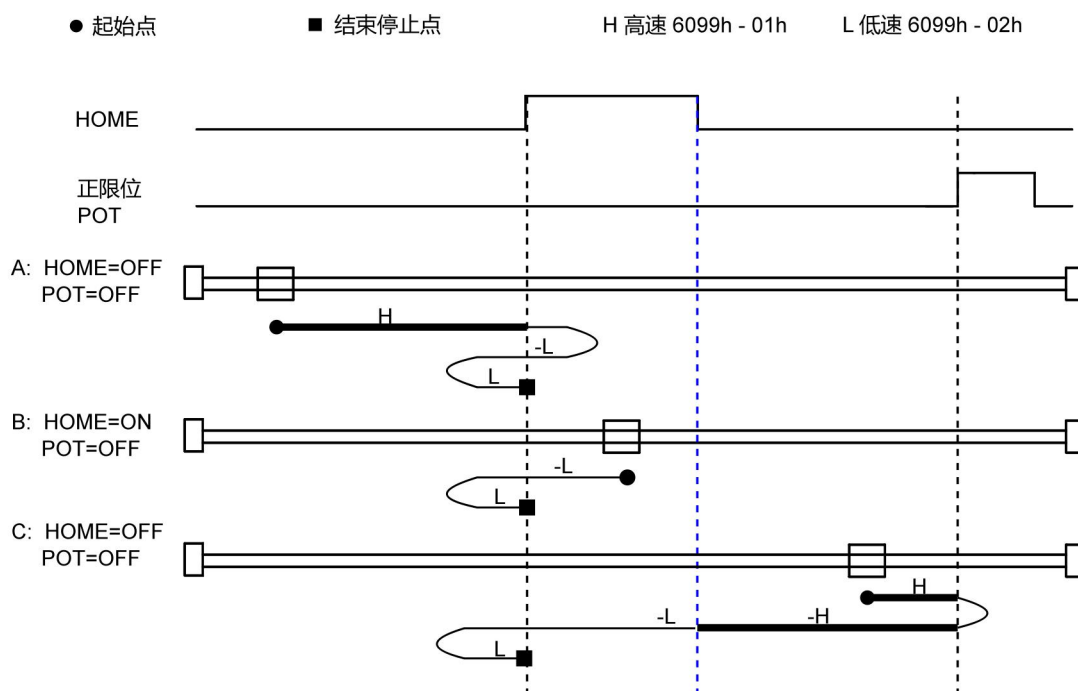 ● 起始点 ■ 结束停止点 H 高速 6099h - 01h L 低速 6099h - 02h
HOME
正限位
POT
A: HOME=OFF
POT=OFF
H
-L
L
B: HOME=ON
POT=OFF
-L
L
C: HOME=OFF
POT=OFF
H
-L -H
L